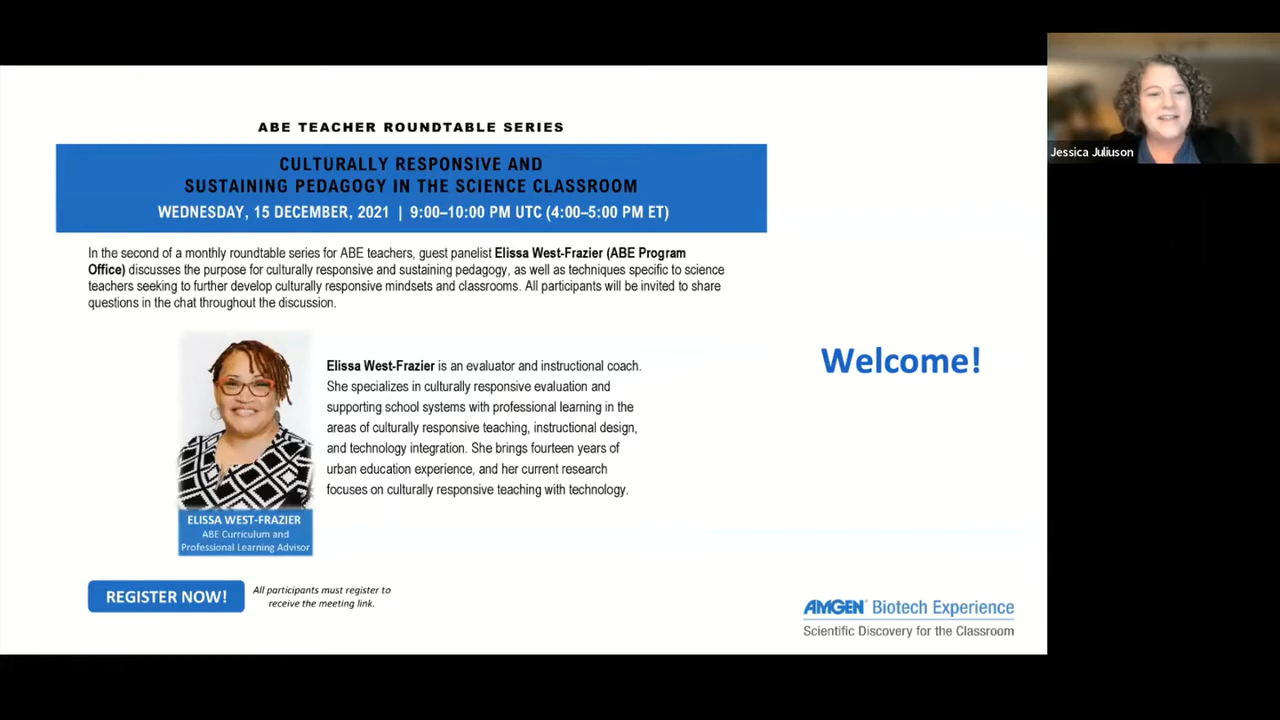 ABE TEACHER ROUNDTABLE SERIES
CULTURALLY RESPONSIVE AND
SUSTAINING PEDAGOGY IN THE SCIENCE CLASSROOM
WEDNESDAY, 15 DECEMBER, 2021 | 9:00–10:00 PM UTC (4:00–5:00 PM ET)
In the second of a monthly roundtable series for ABE teachers, guest panelist Elissa West-Frazier (ABE Program
Office) discusses the purpose for culturally responsive and sustaining pedagogy, as well as techniques specific to science
teachers seeking to further develop culturally responsive mindsets and classrooms. All participants will be invited to share
questions in the chat throughout the discussion.
Elissa West-Frazier is an evaluator and instructional coach.
She specializes in culturally responsive evaluation and
supporting school systems with professional learning in the
areas of culturally responsive teaching, instructional design,
and technology integration. She brings fourteen years of
urban education experience, and her current research
focuses on culturally responsive teaching with technology.
ELISSA WEST-FRAZIER
ABE Curriculum and
Professional Learning Advisor
REGISTER NOW!
All participants must register to
receive the meeting link.
Welcome!
AMGEN® Biotech Experience
Scientific Discovery for the Classroom
Jessica Juliuson